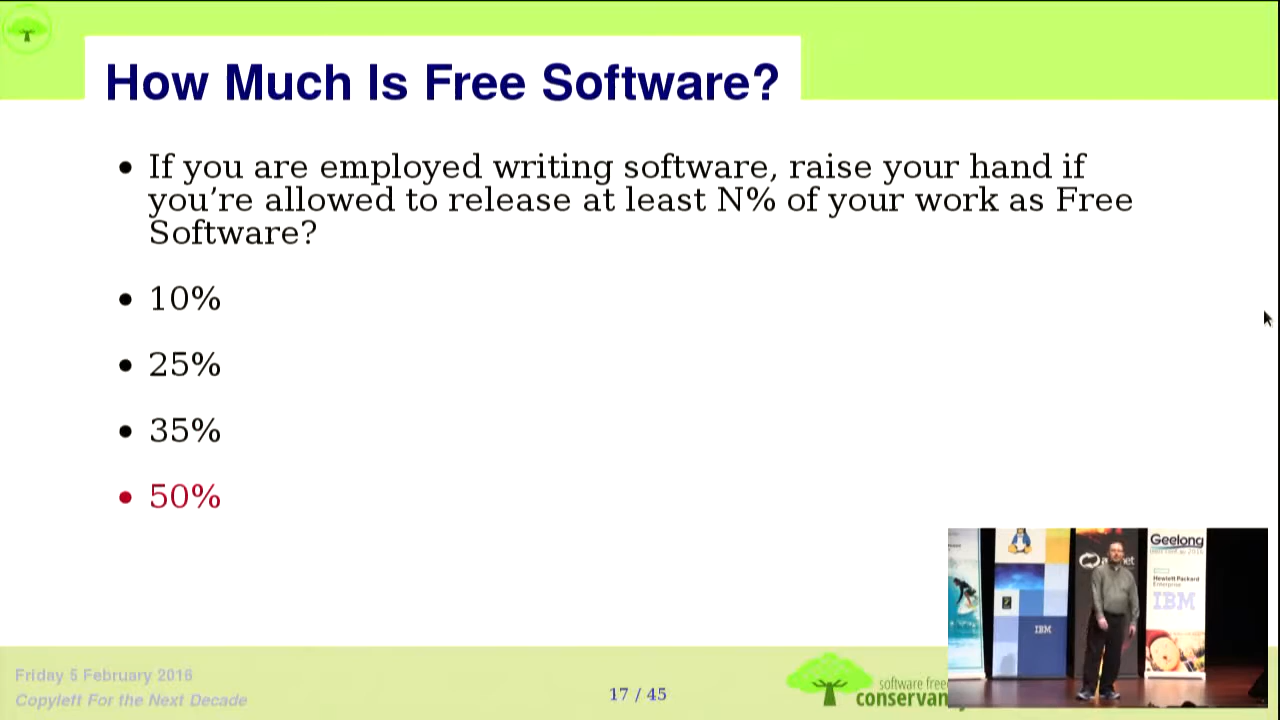 How Much Is Free Software?
• If you are employed writing software, raise your hand if
you're allowed to release at least N% of your work as Free
Software?
• 10%
• 25%
• 35%
• 50%
Geelong
Hewlett Packard
Enterprise
IBM
IBM
Friday 5 February 2016
Copyleft For the Next Decade
17 / 45
software free
conservan